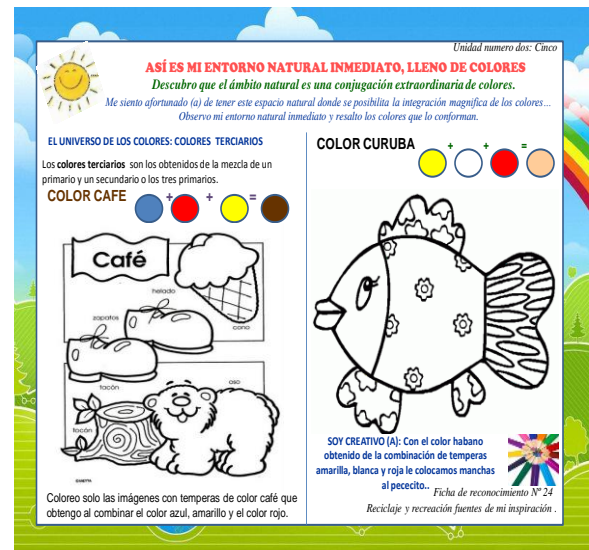 Unidad numero dos: Cinco
ASÍ ES MI ENTORNO NATURAL INMEDIATO, LLENO DE COLORES
Descubro que el ámbito natural es una conjugación extraordinaria de colores.
Me siento afortunado (a) de tener este espacio natural donde se posibilita la integración magnifica de los colores…
Observo mi entorno natural inmediato y resalto los colores que lo conforman.
EL UNIVERSO DE LOS COLORES: COLORES TERCIARIOS
Los colores terciarios son los obtenidos de la mezcla de un
primario y un secundario o los tres primarios.
COLOR CAFE
+ + =
Café
helado
zapatos
cono
tacón
oso
tocón
Coloreo solo las imágenes con temperas de color café que
obtengo al combinar el color azul, amarillo y el color rojo.
COLOR CURUBA
+ + =
SOY CREATIVO (A): Con el color habano
obtenido de la combinación de temperas
amarilla, blanca y roja le colocamos manchas
al pececito..
Ficha de reconocimiento Nº 24
Reciclaje y recreación fuentes de mi inspiración .